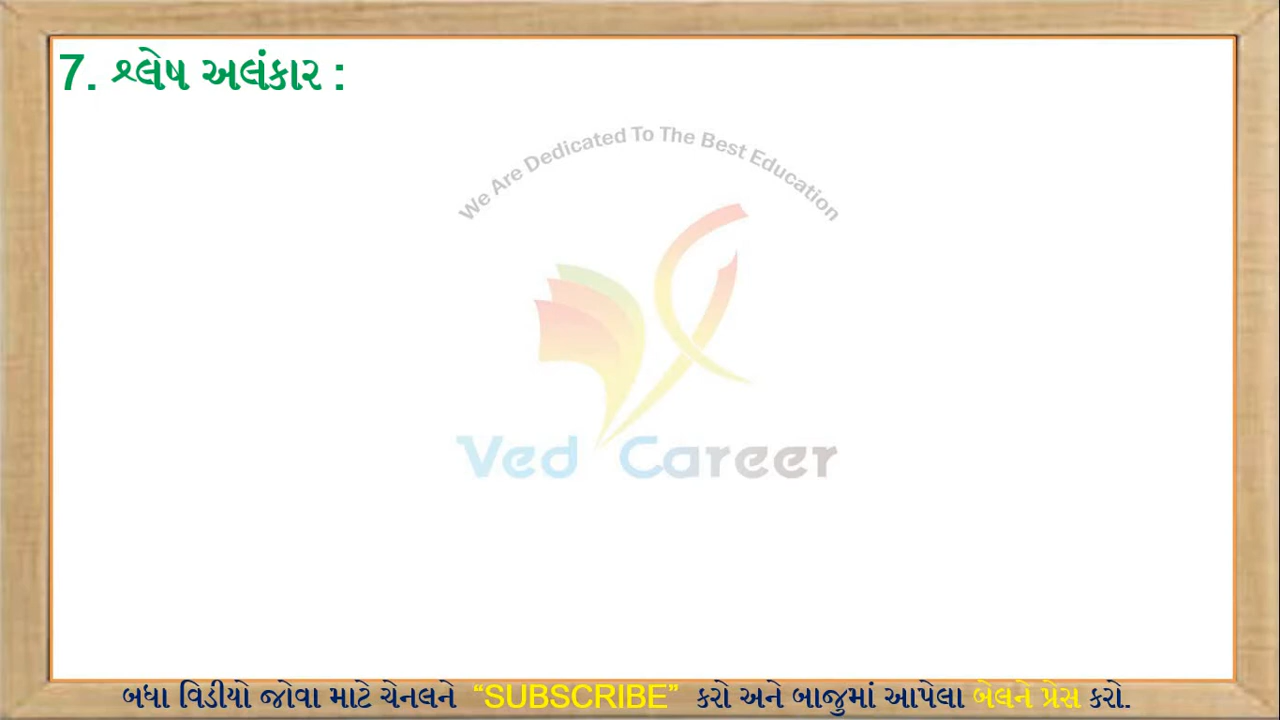 7. શ્લેષ અલંકાર :
We Are Dedicated To The Best Education
Ved Career
બધા વિડીયો જોવા માટે ચેનલને “SUBSCRIBE” કરો અને બાજુમાં આપેલા બેલને પ્રેસ કરો.